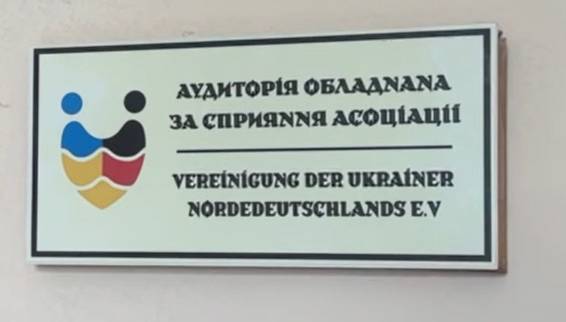 АУДИТОРІЯ ОБЛАДНАНА
ЗА СПРИЯННЯ АСОЦІАЦІЇ
VEREINIGUNG DER UKRAINER
NORDEDEUTSCHLANDS E.V